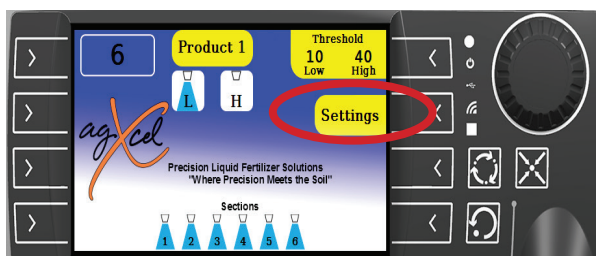 6
Product 1
Threshold
10 40
Low High
L H
Settings
agXcel
Precision Liquid Fertilizer Solutions
"Where Precision Meets the Soil"
Sections
1 2 3 4 5 6